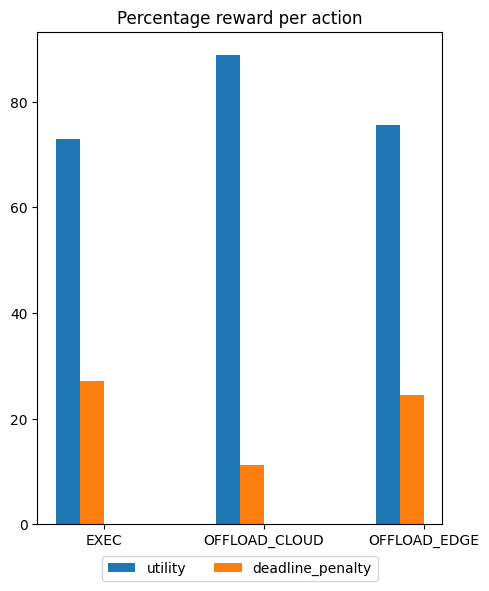 Percentage reward per action
80
60
40
20
0
EXEC OFFLOAD_CLOUD OFFLOAD_EDGE
utility deadline_penalty